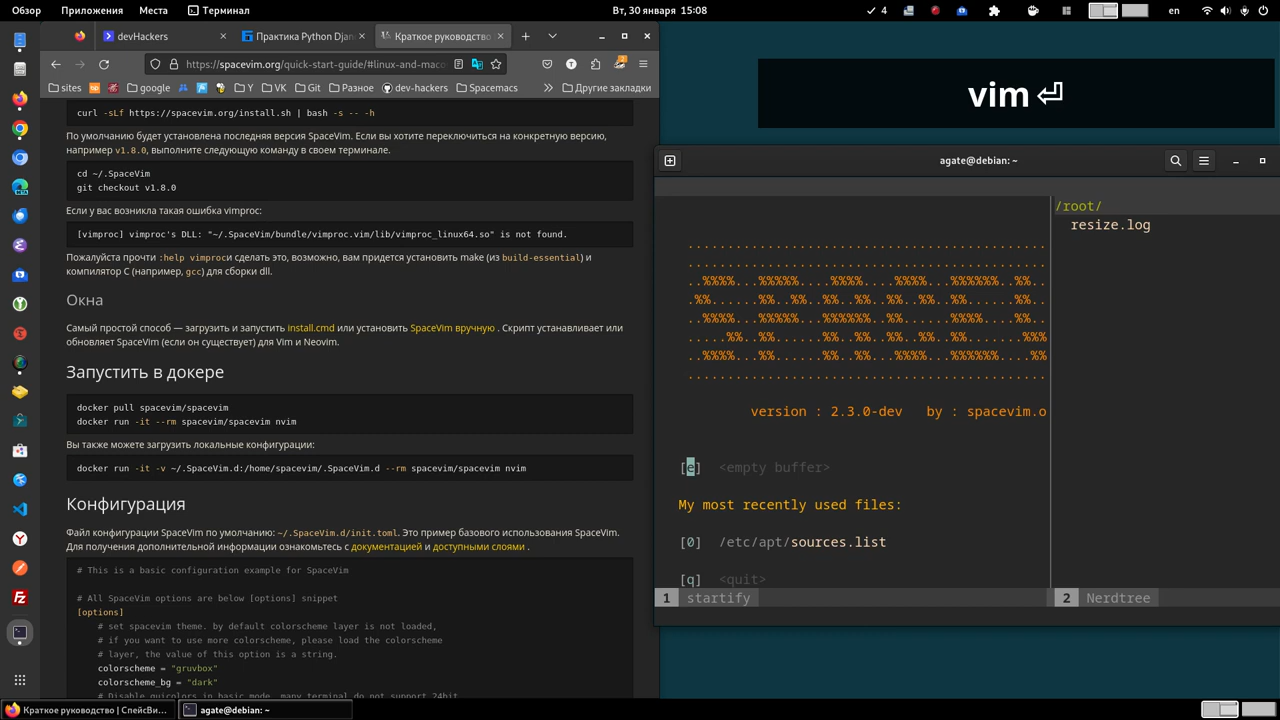 Обзор Приложения Места Терминал Вт, 30 января 15:08 4 en
devHackers × Практика Python Djan × Краткое руководство ×
https://spacevim.org/quick-start-guide/#linux-and-maco
sites google Y VK Git Разное dev-hackers Spacemacs Другие закладки
curl -sLf https://spacevim.org/install.sh | bash -s -- -h
По умолчанию будет установлена последняя версия SpaceVim. Если вы хотите переключиться на конкретную версию,
например v1.8.0, выполните следующую команду в своем терминале.
cd ~/.SpaceVim
git checkout v1.8.0
Если у вас возникла такая ошибка vimproc:
[vimproc] vimproc's DLL: "~/.SpaceVim/bundle/vimproc.vim/lib/vimproc_linux64.so" is not found.
Пожалуйста прочти :help vimprocи сделать это, возможно, вам придется установить make (из build-essential) и
компилятор C (например, gcc) для сборки dll.
Окна
Самый простой способ — загрузить и запустить install.cmd или установить SpaceVim вручную . Скрипт устанавливает или
обновляет SpaceVim (если он существует) для Vim и Neovim.
Запустить в докере
docker pull spacevim/spacevim
docker run -it --rm spacevim/spacevim nvim
Вы также можете загрузить локальные конфигурации:
docker run -it -v ~/.SpaceVim.d:/home/spacevim/.SpaceVim.d --rm spacevim/spacevim nvim
Конфигурация
Файл конфигурации SpaceVim по умолчанию: ~/.SpaceVim.d/init.toml. Это пример базового использования SpaceVim.
Для получения дополнительной информации ознакомьтесь с документацией и доступными слоями .
# This is a basic configuration example for SpaceVim
# All SpaceVim options are below [options] snippet
[options]
# set spacevim theme. by default colorscheme layer is not loaded,
# if you want to use more colorscheme, please load the colorscheme
# layer, the value of this option is a string.
colorscheme = "gruvbox"
colorscheme_bg = "dark"
# Disable guicolors in basic mode, many terminal do not support 24bit
vim ⏎
agate@debian: ~
/root/
resize.log
version : 2.3.0-dev by : spacevim.o
[e] <empty buffer>
My most recently used files:
[0] /etc/apt/sources.list
[q] <quit>
1 startify 2 Nerdtree
Краткое руководство | СпейсВи... agate@debian: ~